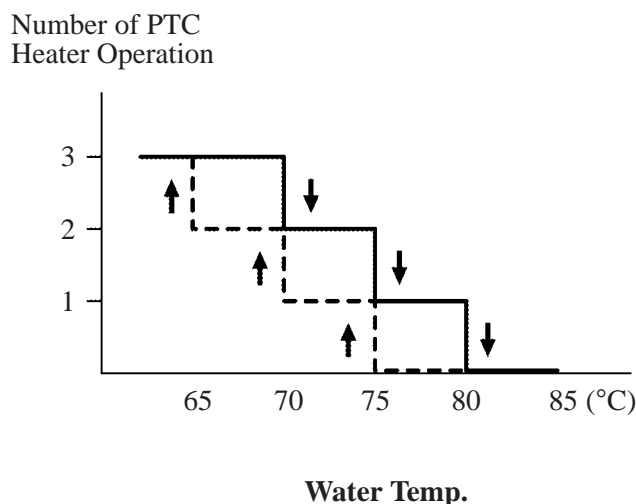 Number of PTC
Heater Operation
3
2
1
65 70 75 80 85 (°C)
Water Temp.